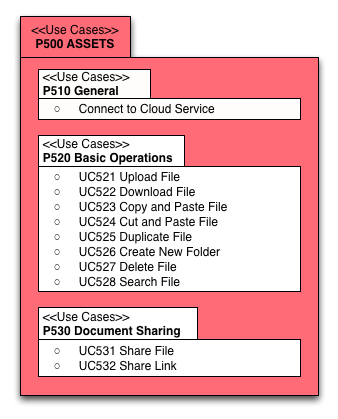 <<Use Cases>>
P500 ASSETS
<<Use Cases>>
P510 General
○ Connect to Cloud Service
<<Use Cases>>
P520 Basic Operations
○ UC521 Upload File
○ UC522 Download File
○ UC523 Copy and Paste File
○ UC524 Cut and Paste File
○ UC525 Duplicate File
○ UC526 Create New Folder
○ UC527 Delete File
○ UC528 Search File
<<Use Cases>>
P530 Document Sharing
○ UC531 Share File
○ UC532 Share Link